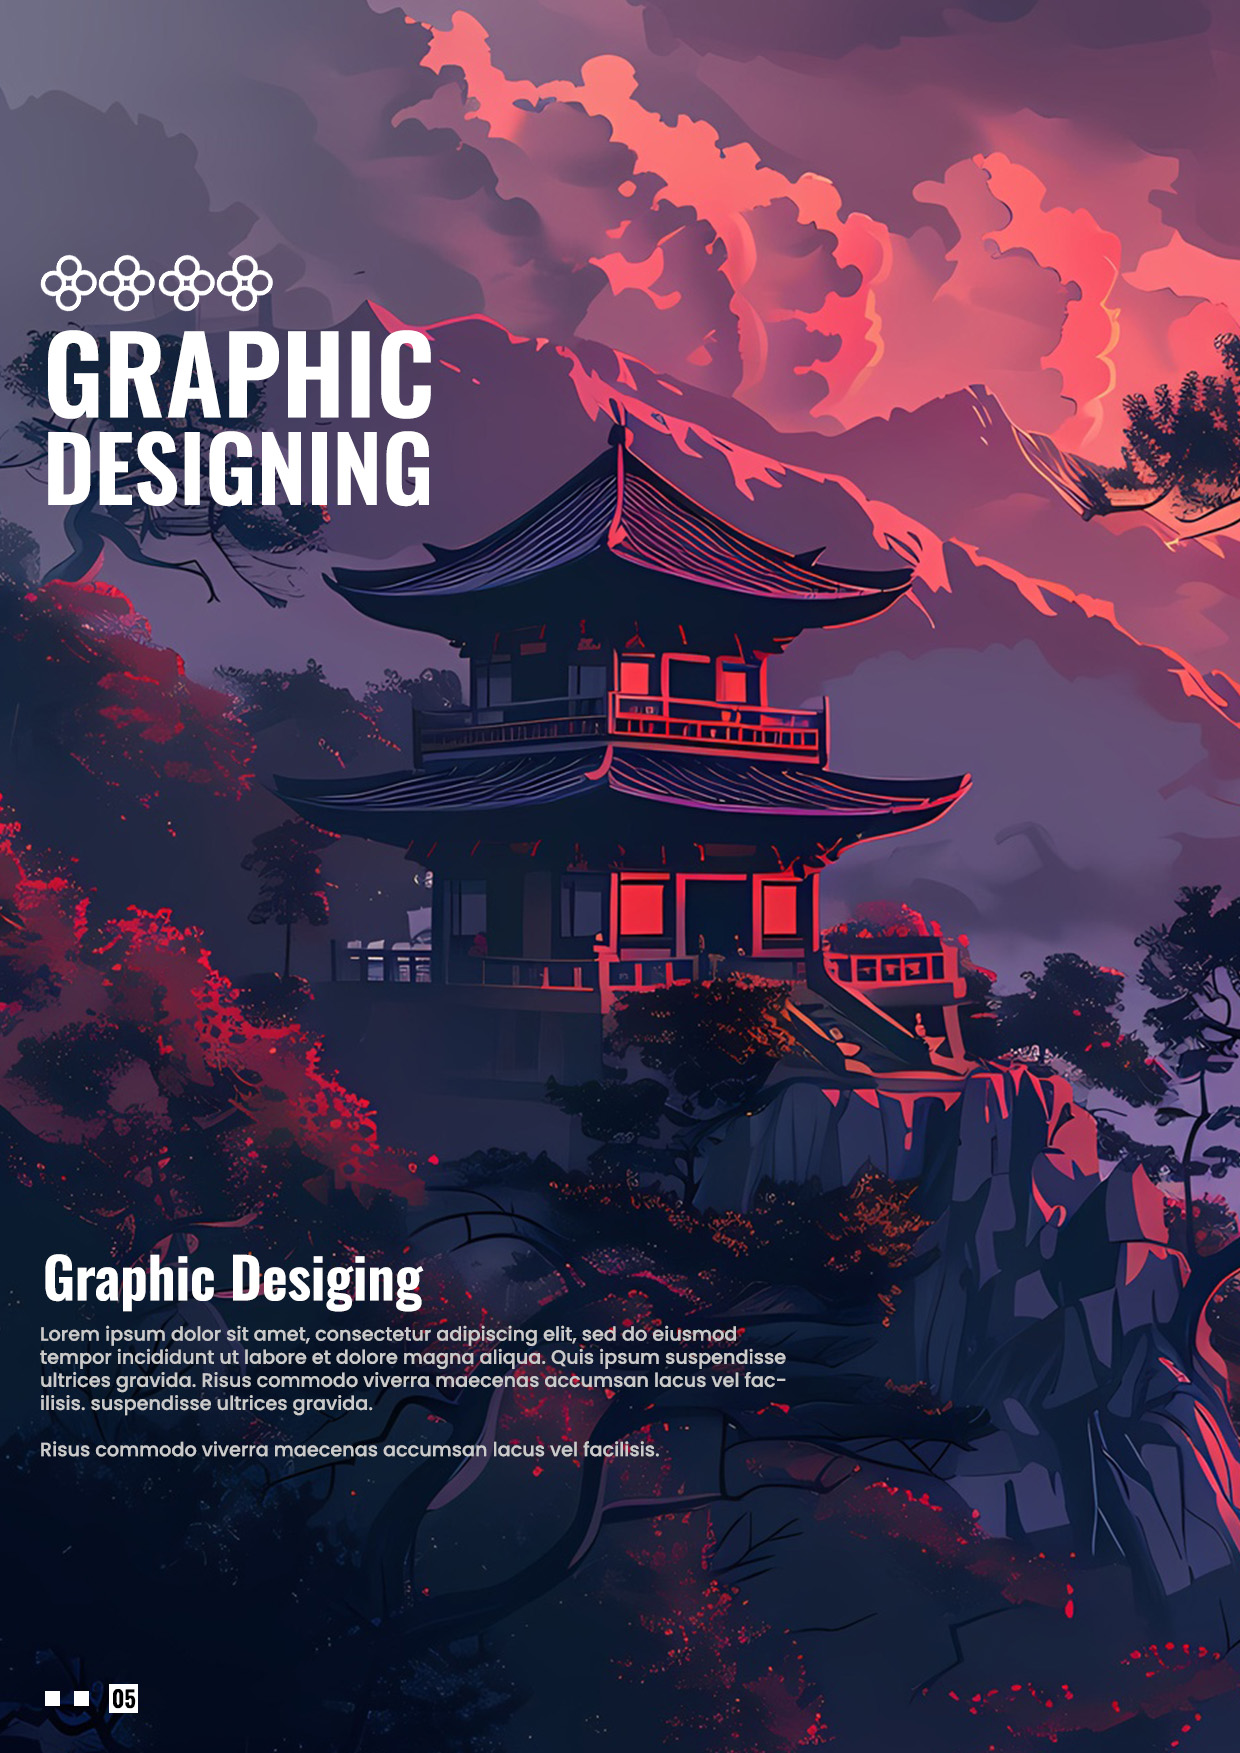 GRAPHIC
DESIGNING
Graphic Desiging
Lorem ipsum dolor sit amet, consectetur adipiscing elit, sed do eiusmod
tempor incididunt ut labore et dolore magna aliqua. Quis ipsum suspendisse
ultrices gravida. Risus commodo viverra maecenas accumsan lacus vel fac-
ilisis. suspendisse ultrices gravida.
Risus commodo viverra maecenas accumsan lacus vel facilisis.
05